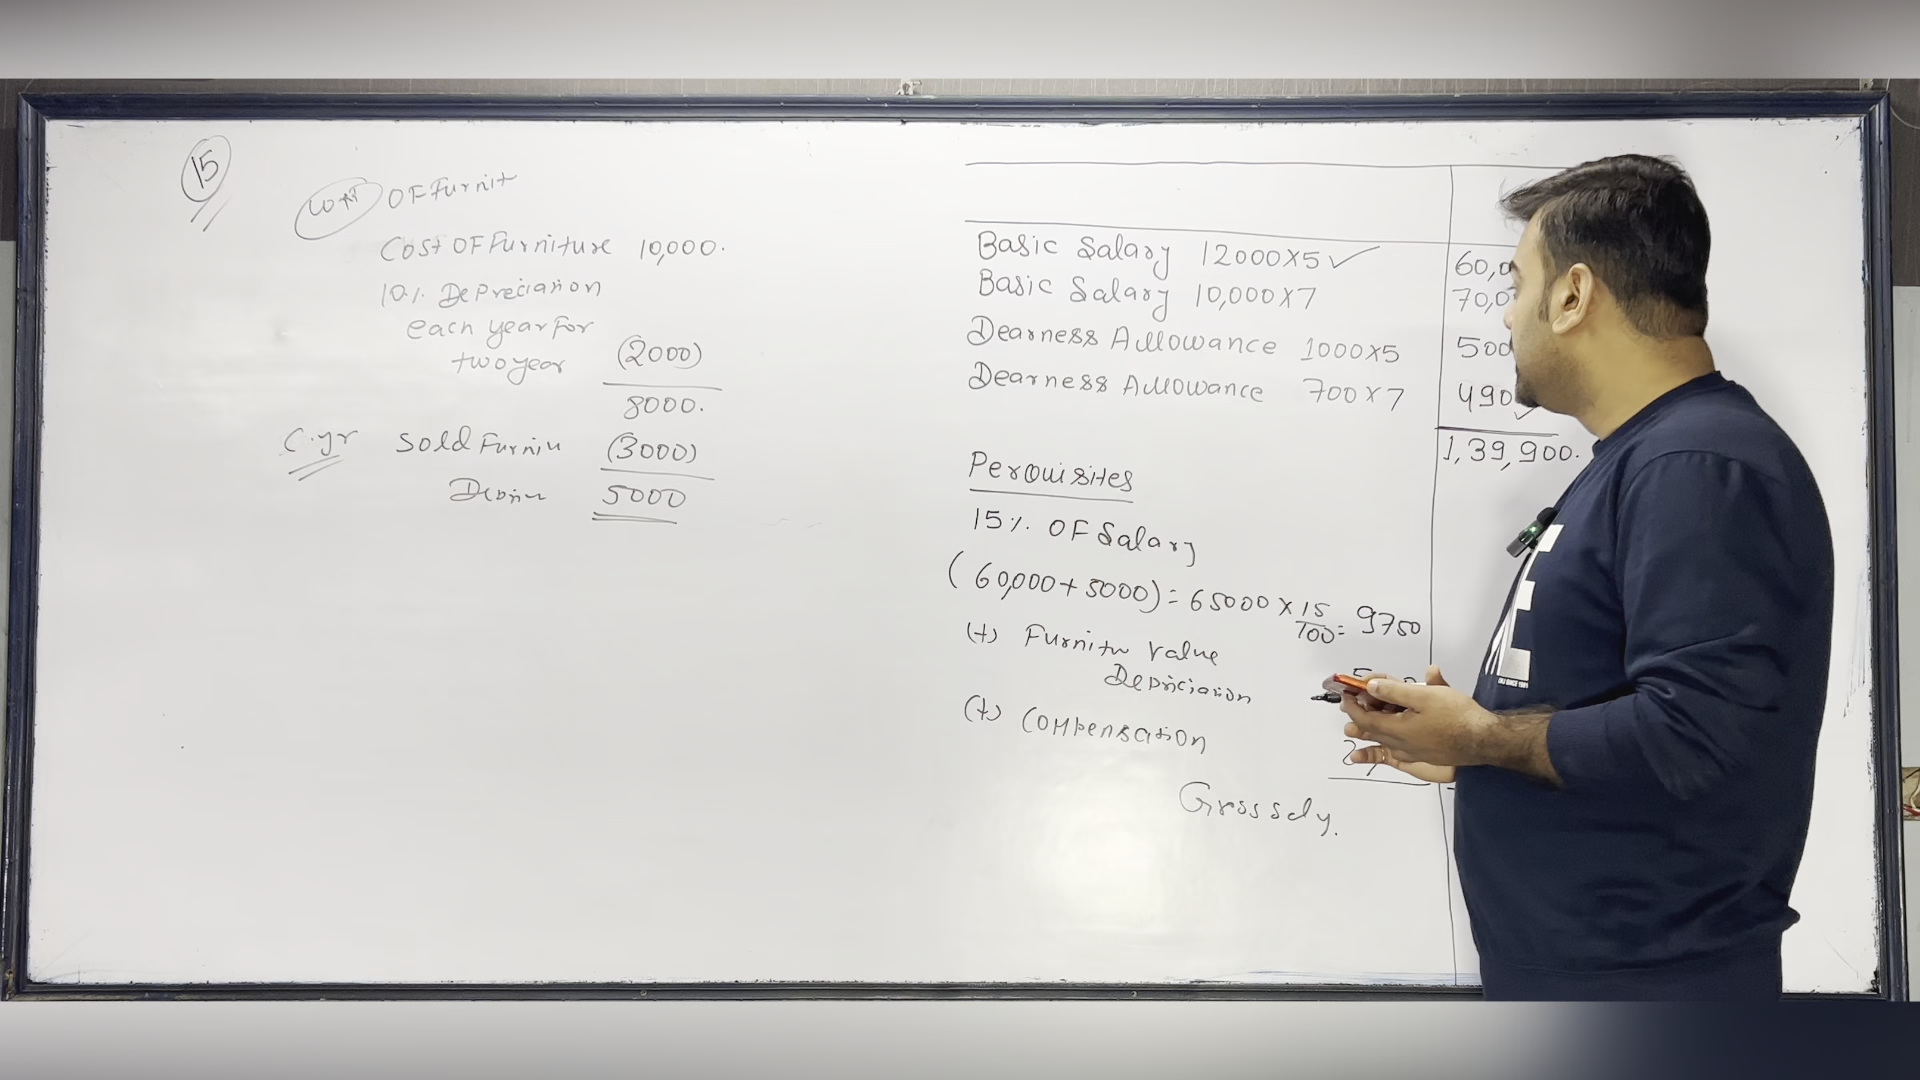 15
OF Furnit
Cost OF Furniture 10,000.
10.% Depreciation
each year for
two year (2000)
8000.
C.yr Sold Furniu (3000)
5000
Basic Salary 12000X5 ✓ 60,0
Basic Salary 10,000X7 70,0
Dearness Allowance 1000X5 500
Dearness Allowance 700X7 490
1,39,900.
Perquisites
15% OF Salary
(60,000+5000) = 65000 X 15/100 = 9750
(+) Furnitu Value
Depriciation
(+) Compensation
Gross saly.